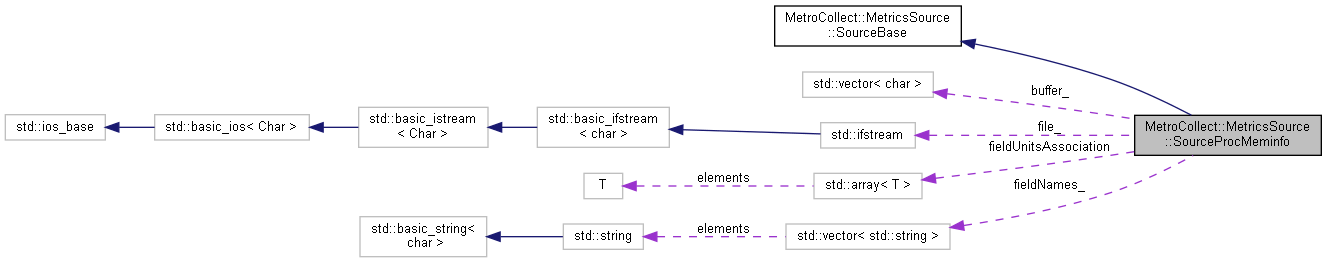 MetroCollect::MetricsSource
::SourceBase
std::vector< char >
buffer_
std::ios_base
std::basic_ios< Char >
std::basic_istream
< Char >
std::basic_ifstream
< char >
std::ifstream
file_
MetroCollect::MetricsSource
::SourceProcMeminfo
fieldUnitsAssociation
T
elements
std::array< T >
fieldNames_
std::basic_string<
char >
std::string
elements
std::vector< std::string >